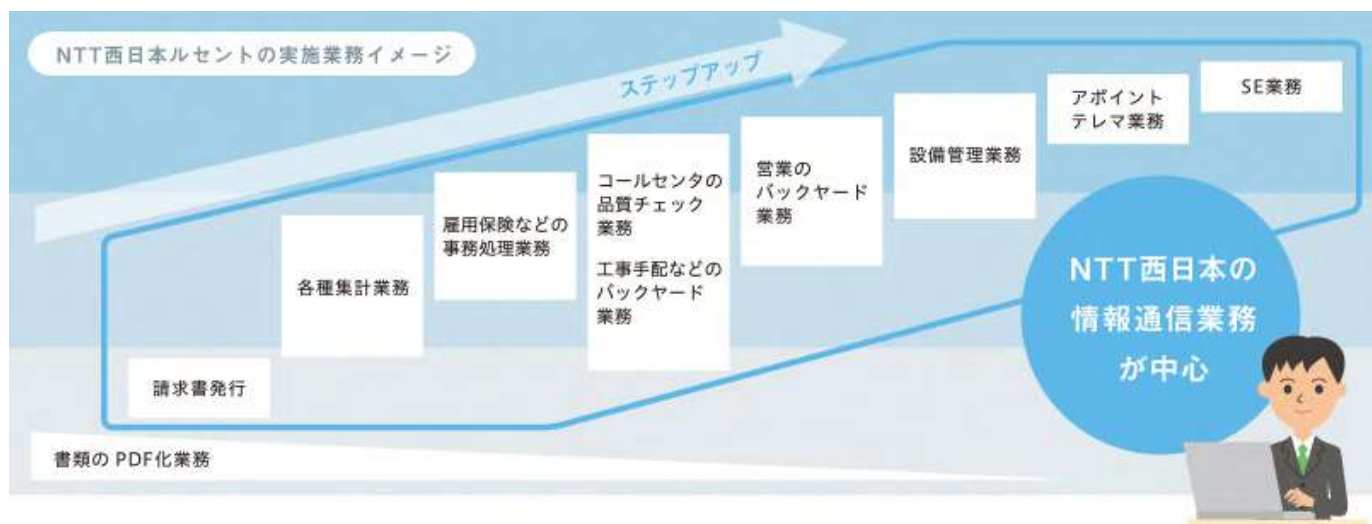 NTT西日本ルセントの実施業務イメージ
ステップアップ
請求書発行
各種集計業務
雇用保険などの
事務処理業務
コールセンタの
品質チェック
業務
工事手配などの
バックヤード
業務
営業の
バックヤード
業務
設備管理業務
アポイント
テレマ業務
SE業務
NTT西日本の
情報通信業務
が中心
書類の PDF化業務